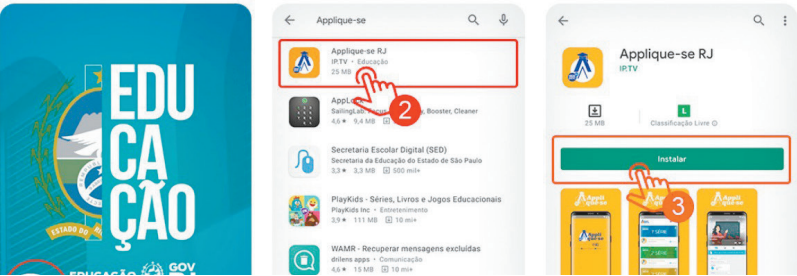 EDU
CA
ÇÃO
ESTADO DO
EDUCAÇÃO
GOV
Applique-se
Applique-se RJ
IP.TV • Educação
25 MB
AppLock
SailingLab: Focus
Booster, Cleaner
4,6 ★ 9,4 MB
2
Secretaria Escolar Digital (SED)
Secretaria da Educação do Estado de São Paulo
3,3 ★ 3,3 MB 500 mil+
PlayKids - Séries, Livros e Jogos Educacionais
PlayKids Inc • Entretenimento
3,9 ★ 111 MB 10 mi+
WAMR - Recuperar mensagens excluídas
drilens apps • Comunicação
4,6 ★ 15 MB 10 mi+
Applique-se RJ
IP.TV
L
25 MB
Classificação Livre
Instalar
3